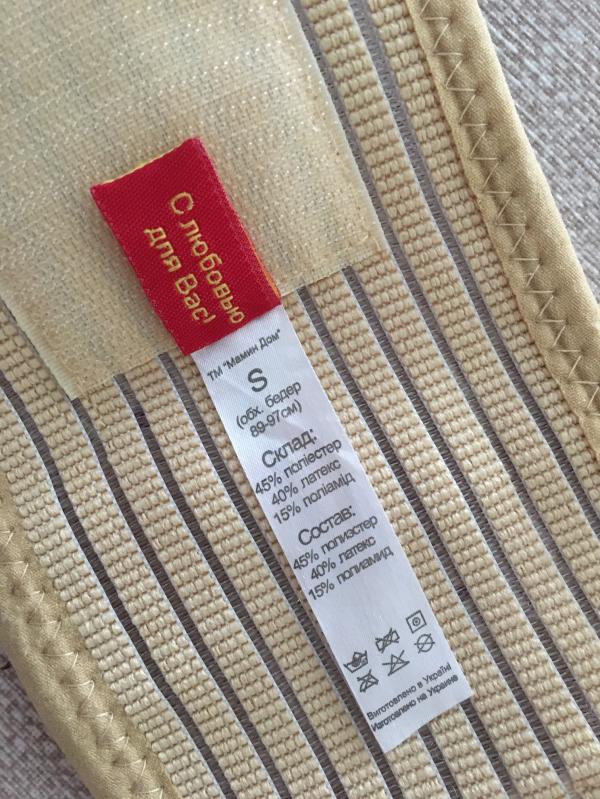 С любовью
для Вас!
ТМ "Мамин Дом"
S
(обх. бедер
89-97см)
Склад:
45% поліестер
40% латекс
15% поліамід
Состав:
45% полиэстер
40% латекс
15% полиамид
Виготовлено в Україні
Изготовлено на Украине